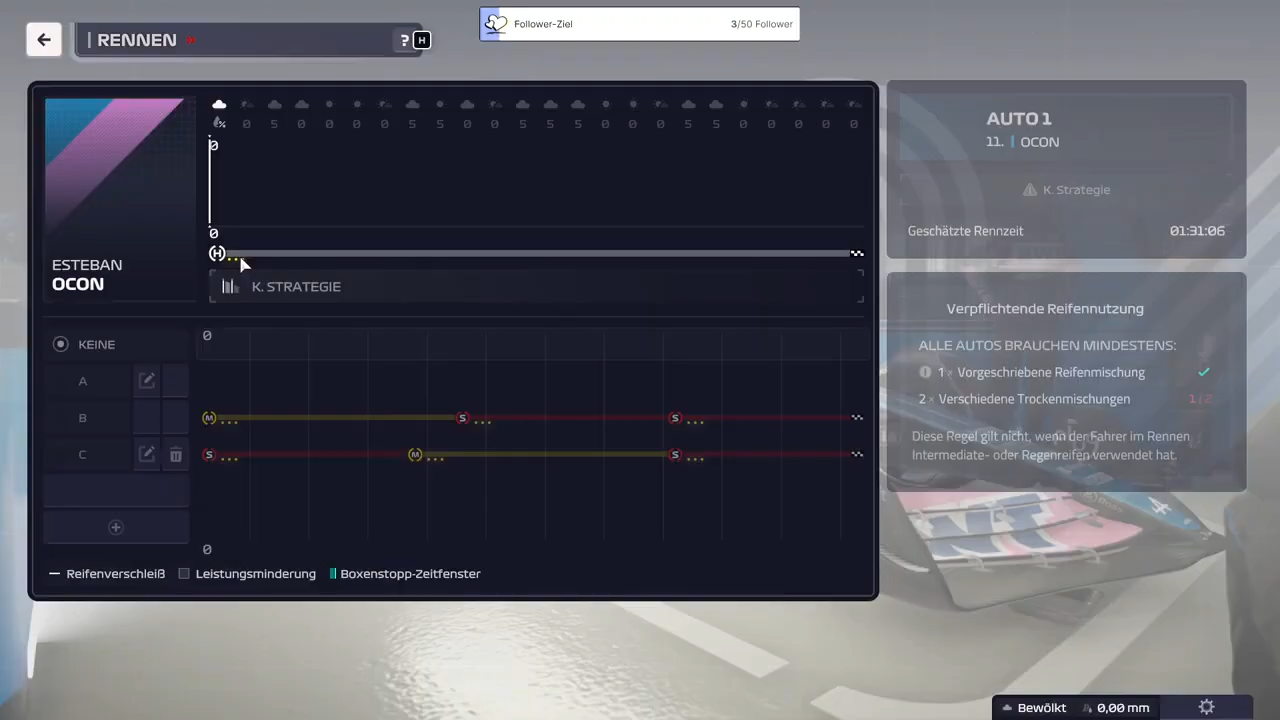 RENNEN
? H
Follower-Ziel 3/50 Follower
% 0 5 0 0 0 0 0 5 5 0 0 5 5 5 0 0 0 5 5 0 0 0 0 0
0
0
H
ESTEBAN
OCON
K. STRATEGIE
KEINE 0
A
B M S S
C S M S
0
Reifenverschleiß Leistungsminderung Boxenstopp-Zeitfenster
AUTO 1
11. OCON
K. Strategie
Geschätzte Rennzeit 01:31:06
Verpflichtende Reifennutzung
ALLE AUTOS BRAUCHEN MINDESTENS:
1 × Vorgeschriebene Reifenmischung
2 × Verschiedene Trockenmischungen 1 / 2
Diese Regel gilt nicht, wenn der Fahrer im Rennen
Intermediate- oder Regenreifen verwendet hat.
Bewölkt 0,00 mm